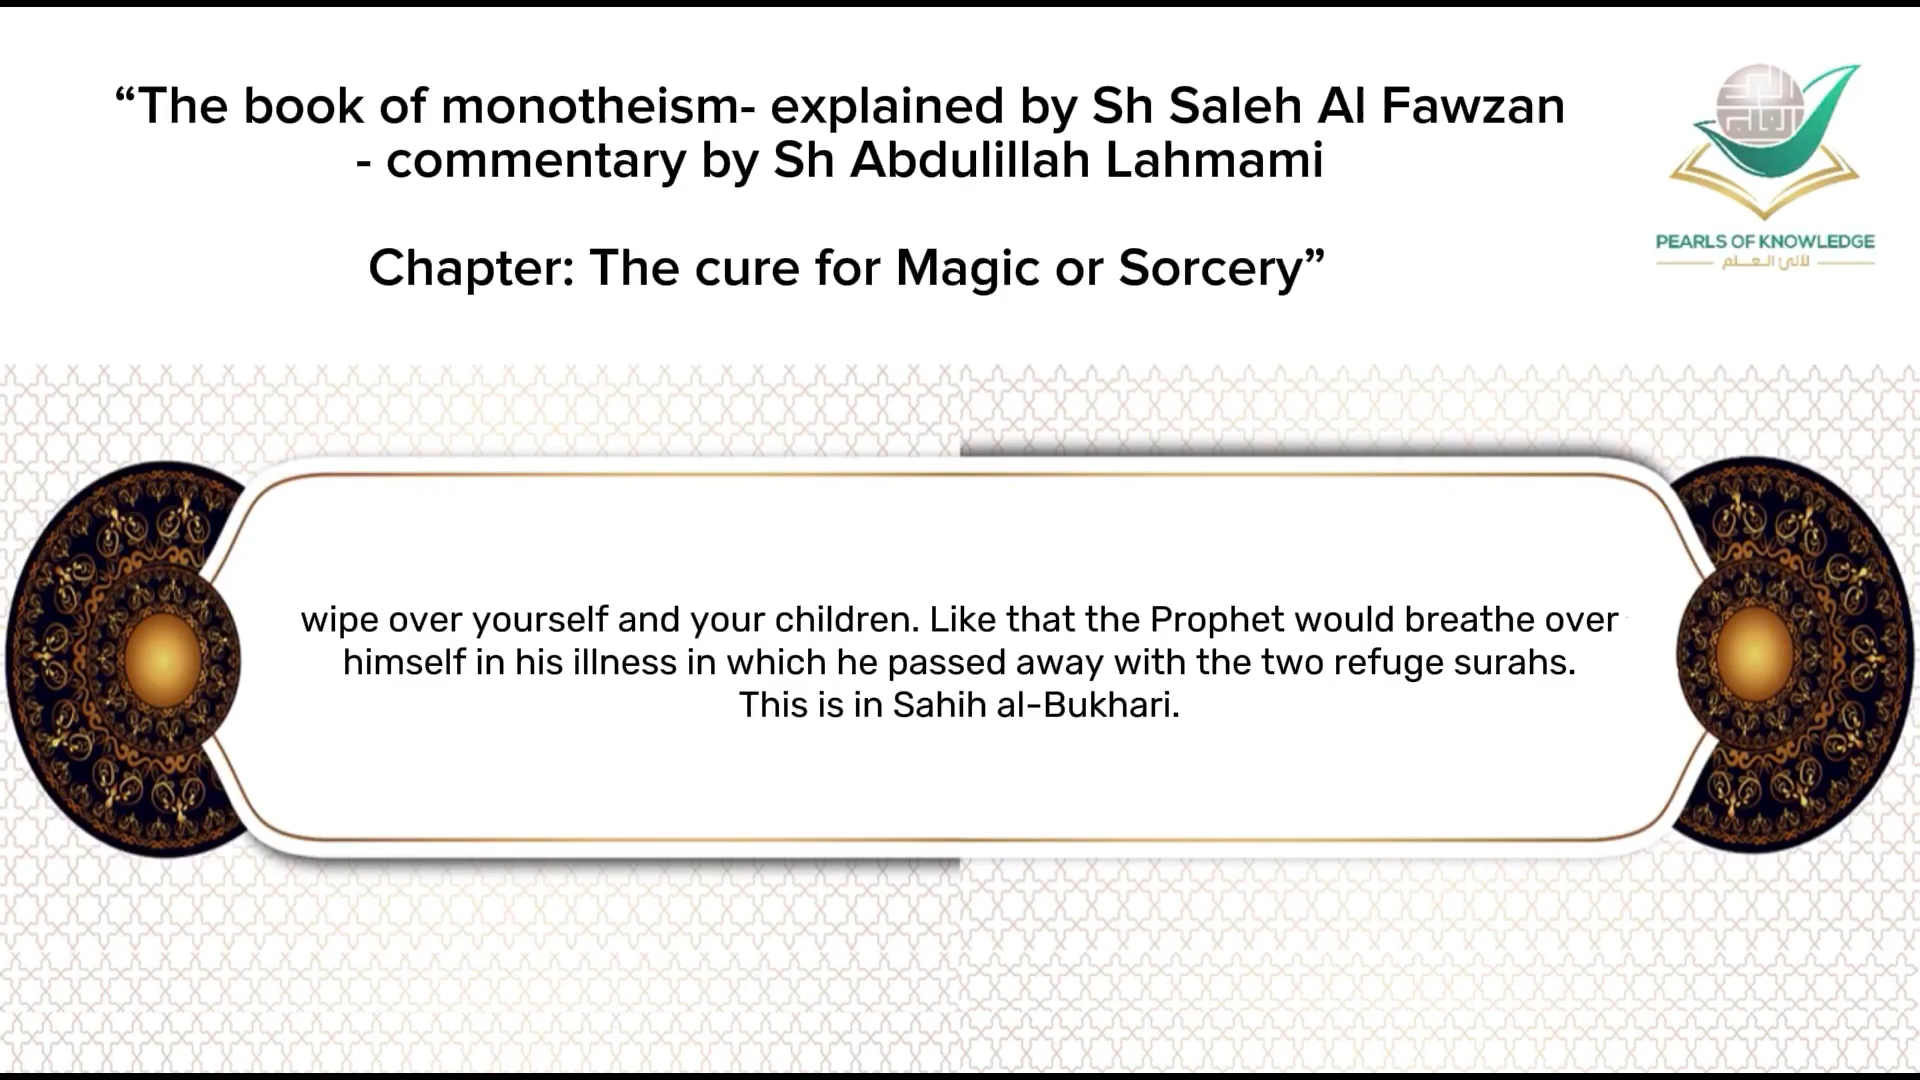 “The book of monotheism- explained by Sh Saleh Al Fawzan
- commentary by Sh Abdulillah Lahmami
Chapter: The cure for Magic or Sorcery”
PEARLS OF KNOWLEDGE
لآلئ العلم
wipe over yourself and your children. Like that the Prophet would breathe over
himself in his illness in which he passed away with the two refuge surahs.
This is in Sahih al-Bukhari.